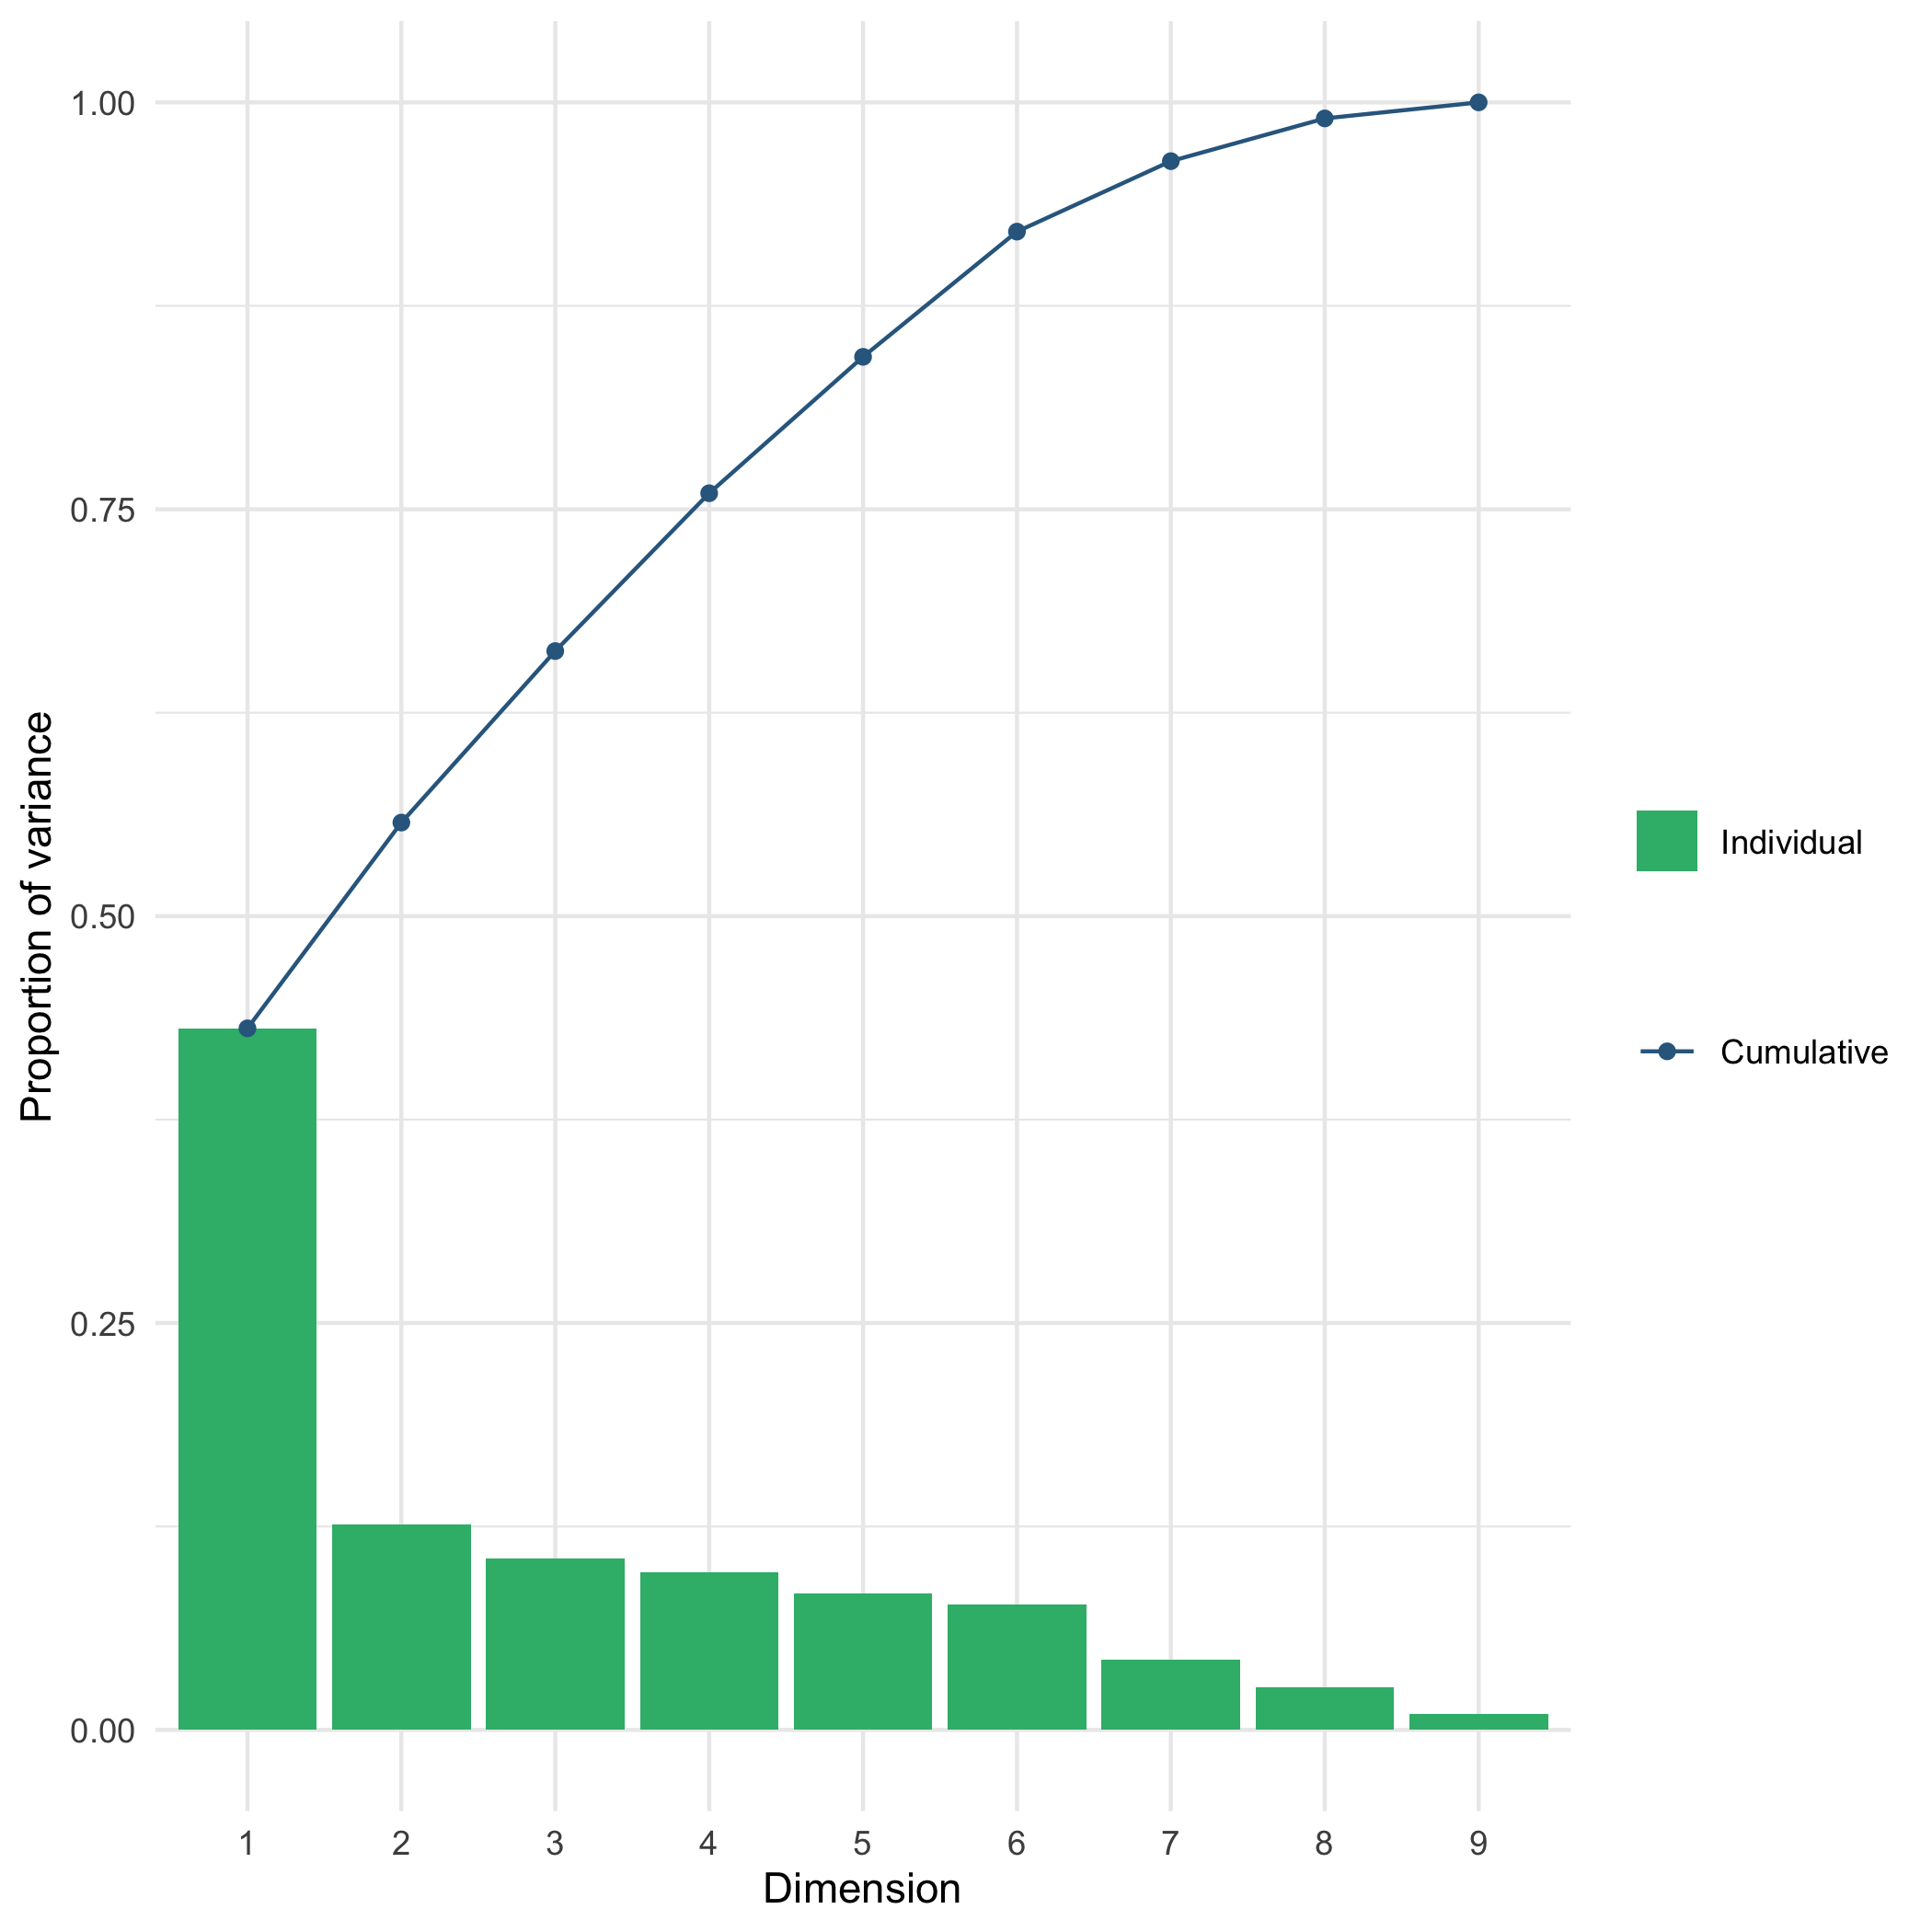 1.00
0.75
0.50
0.25
0.00
Proportion of variance
1 2 3 4 5 6 7 8 9
Dimension
Individual
Cumulative